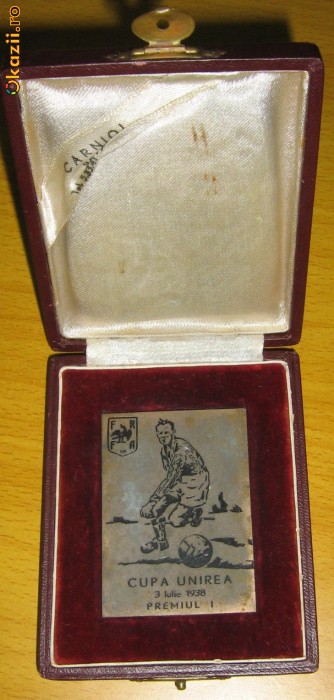 Okazii.ro
CARNIOL
F R
F A
CUPA UNIREA
3 Iulie 1938
PREMIUL I